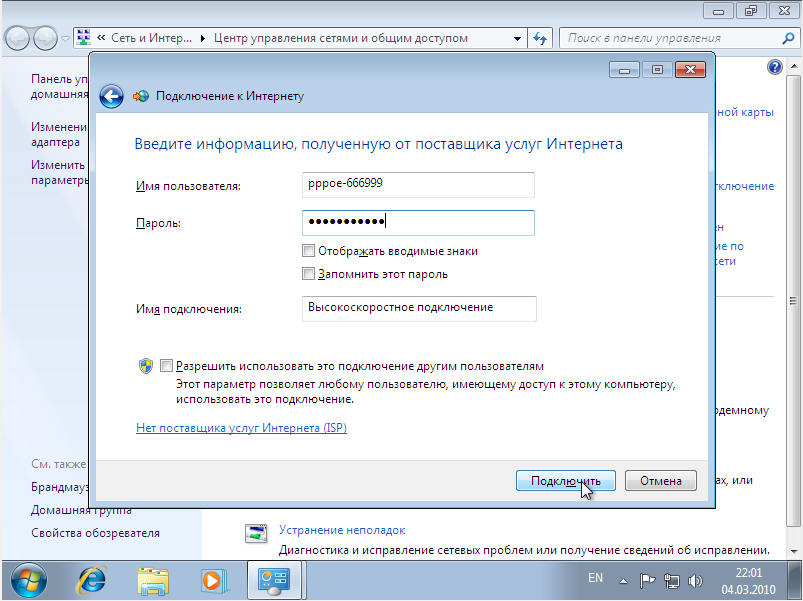 « Сеть и Интер... ▸ Центр управления сетями и общим доступом
Поиск в панели управления
Панель уп
домашняя
Изменени
адаптера
Изменить
параметры
Подключение к Интернету
Введите информацию, полученную от поставщика услуг Интернета
Имя пользователя:
pppoe-666999
Пароль:
•••••••••••
Отображать вводимые знаки
Запомнить этот пароль
Имя подключения:
Высокоскоростное подключение
Разрешить использовать это подключение другим пользователям
Этот параметр позволяет любому пользователю, имеющему доступ к этому компьютеру,
использовать это подключение.
Нет поставщика услуг Интернета (ISP)
Подключить
Отмена
ной карты
ключение
ен
ие по
сети
одемному
ах, или
См. также
Брандмауэ
Домашняя группа
Свойства обозревателя
Устранение неполадок
Диагностика и исправление сетевых проблем или получение сведений об исправлении.
EN
22:01
04.03.2010